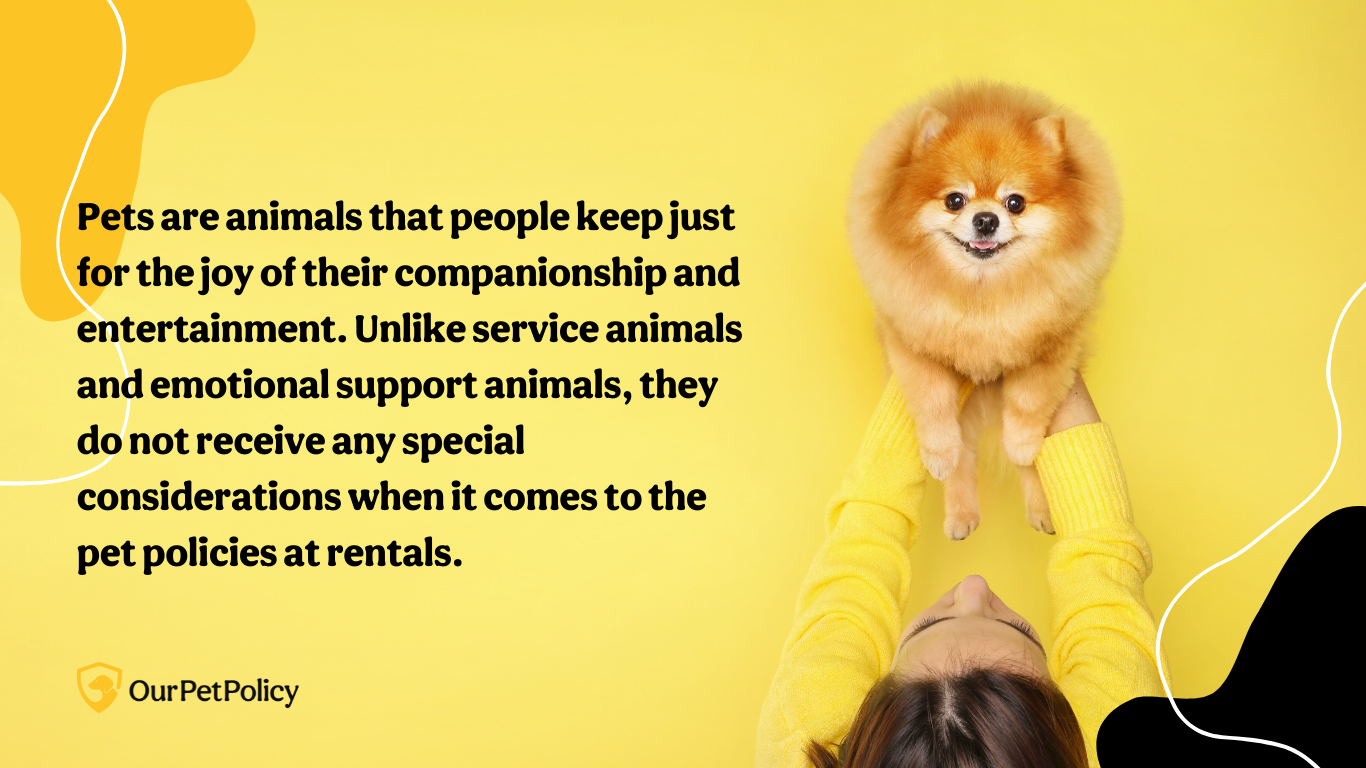 Pets are animals that people keep just
for the joy of their companionship and
entertainment. Unlike service animals
and emotional support animals, they
do not receive any special
considerations when it comes to the
pet policies at rentals.
OurPetPolicy